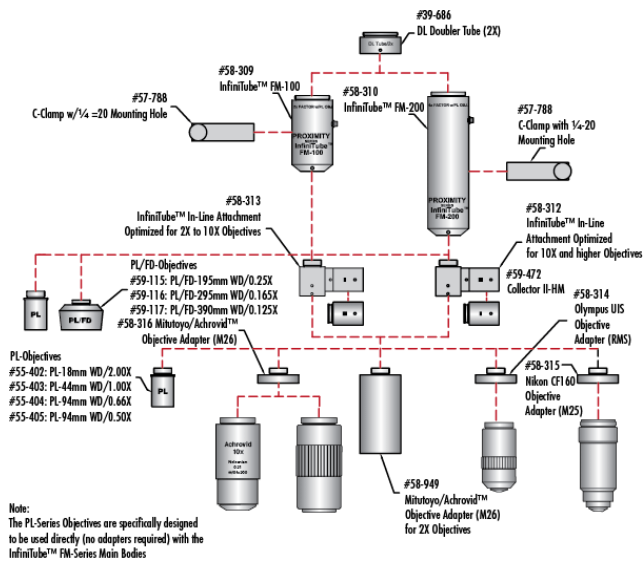 #39-686
DL Doubler Tube (2X)
DL Tube2x
#58-309
InfiniTube™ FM-100
#58-310
InfiniTube™ FM-200
#57-788
C-Clamp w/¼ =20 Mounting Hole
#57-788
C-Clamp with ¼-20
Mounting Hole
PROXIMITY
InfiniTube™
FM-100
PROXIMITY
InfiniTube™
FM-200
#58-313
InfiniTube™ In-Line Attachment
Optimized for 2X to 10X Objectives
#58-312
InfiniTube™ In-Line
Attachment Optimized
for 10X and higher Objectives
#59-472
Collector II-HM
PL
PL/FD
PL/FD-Objectives
#59-115: PL/FD-195mm WD/0.25X
#59-116: PL/FD-295mm WD/0.165X
#59-117: PL/FD-390mm WD/0.125X
#58-316 Mitutoyo/Achrovid™
Objective Adapter (M26)
#58-314
Olympus UIS
Objective
Adapter (RMS)
#58-315
Nikon CF160
Objective
Adapter (M25)
PL-Objectives
#55-402: PL-18mm WD/2.00X
#55-403: PL-44mm WD/1.00X
#55-404: PL-94mm WD/0.66X
#55-405: PL-94mm WD/0.50X
PL
Achrovid
10x
#58-949
Mitutoyo/Achrovid™
Objective Adapter (M26)
for 2X Objectives
Note:
The PL-Series Objectives are specifically designed
to be used directly (no adapters required) with the
InfiniTube™ FM-Series Main Bodies